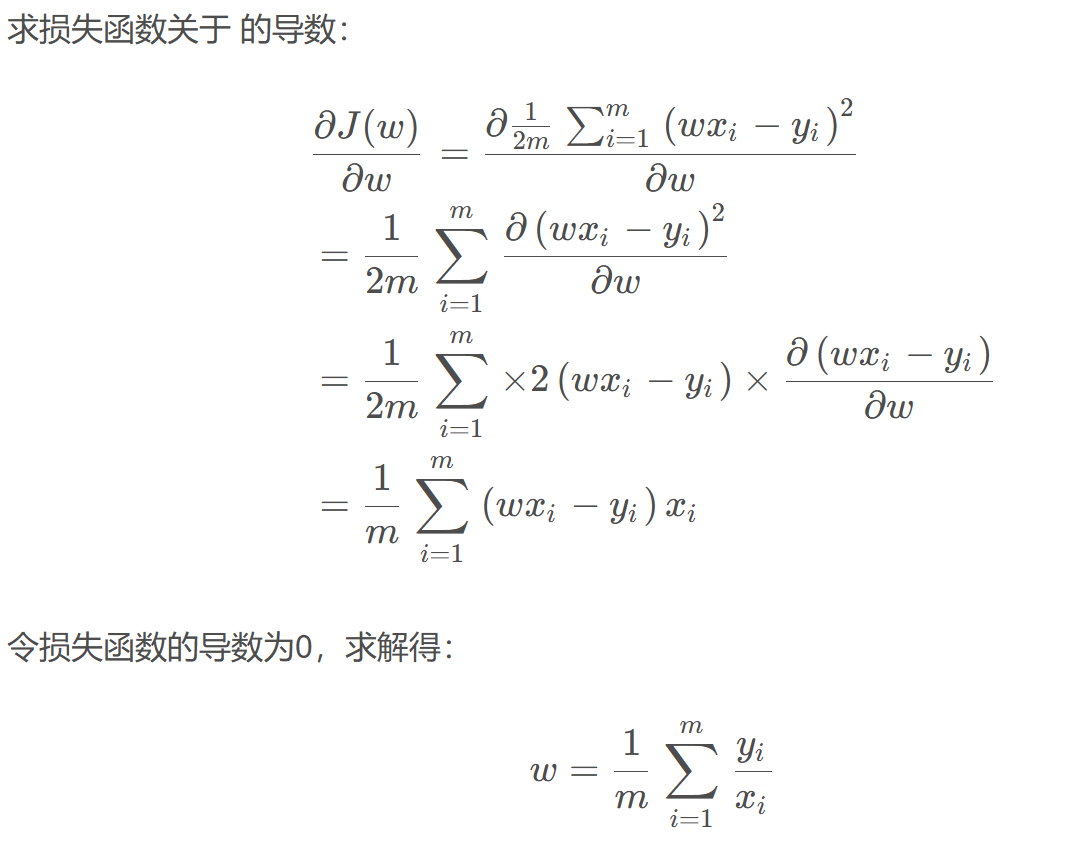 求损失函数关于 的导数：
$\frac{\partial J(w)}{\partial w} = \frac{\partial \frac{1}{2m} \sum_{i=1}^{m} (wx_i - y_i)^2}{\partial w}$
$= \frac{1}{2m} \sum_{i=1}^{m} \frac{\partial (wx_i - y_i)^2}{\partial w}$
$= \frac{1}{2m} \sum_{i=1}^{m} \times 2 (wx_i - y_i) \times \frac{\partial (wx_i - y_i)}{\partial w}$
$= \frac{1}{m} \sum_{i=1}^{m} (wx_i - y_i) x_i$
令损失函数的导数为0，求解得：
$w = \frac{1}{m} \sum_{i=1}^{m} \frac{y_i}{x_i}$